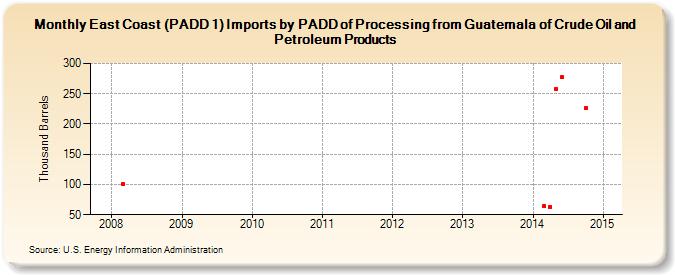 Monthly East Coast (PADD 1) Imports by PADD of Processing from Guatemala of Crude Oil and
Petroleum Products
Thousand Barrels
300
250
200
150
100
50
2008 2009 2010 2011 2012 2013 2014 2015
Source: U.S. Energy Information Administration